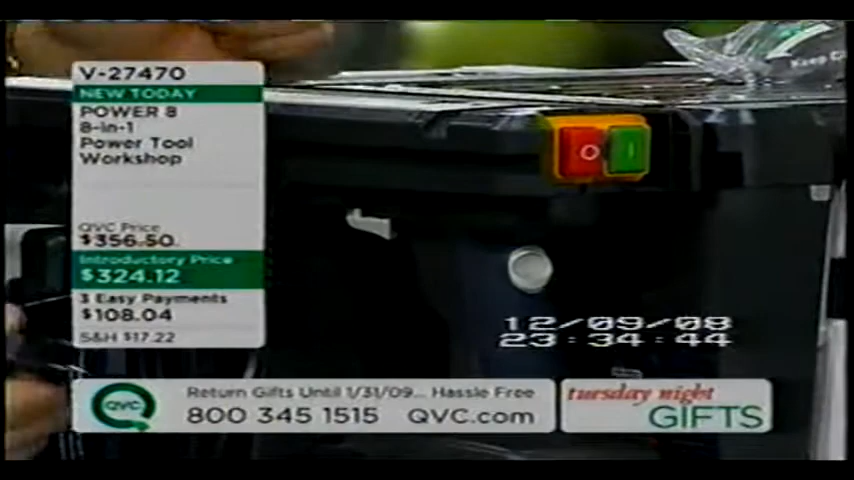 V-27470
NEW TODAY
POWER 8
8-in-1
Power Tool
Workshop
QVC Price
$356.50
Introductory Price
$324.12
3 Easy Payments
$108.04
S&H $17.22
O I
Keep
12/09/08
23:34:44
QVC
Return Gifts Until 1/31/09... Hassle Free
800 345 1515 QVC.com
tuesday night
GIFTS